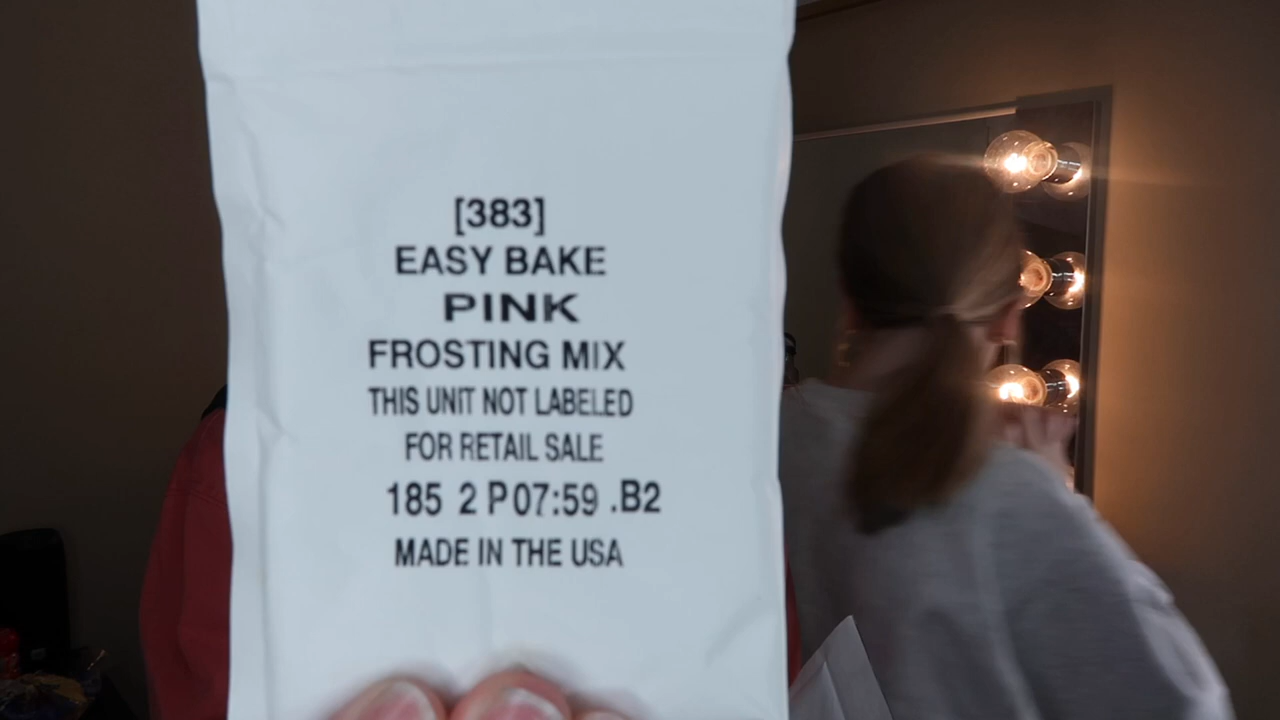 [383]
EASY BAKE
PINK
FROSTING MIX
THIS UNIT NOT LABELED
FOR RETAIL SALE
185 2 P07:59 .B2
MADE IN THE USA